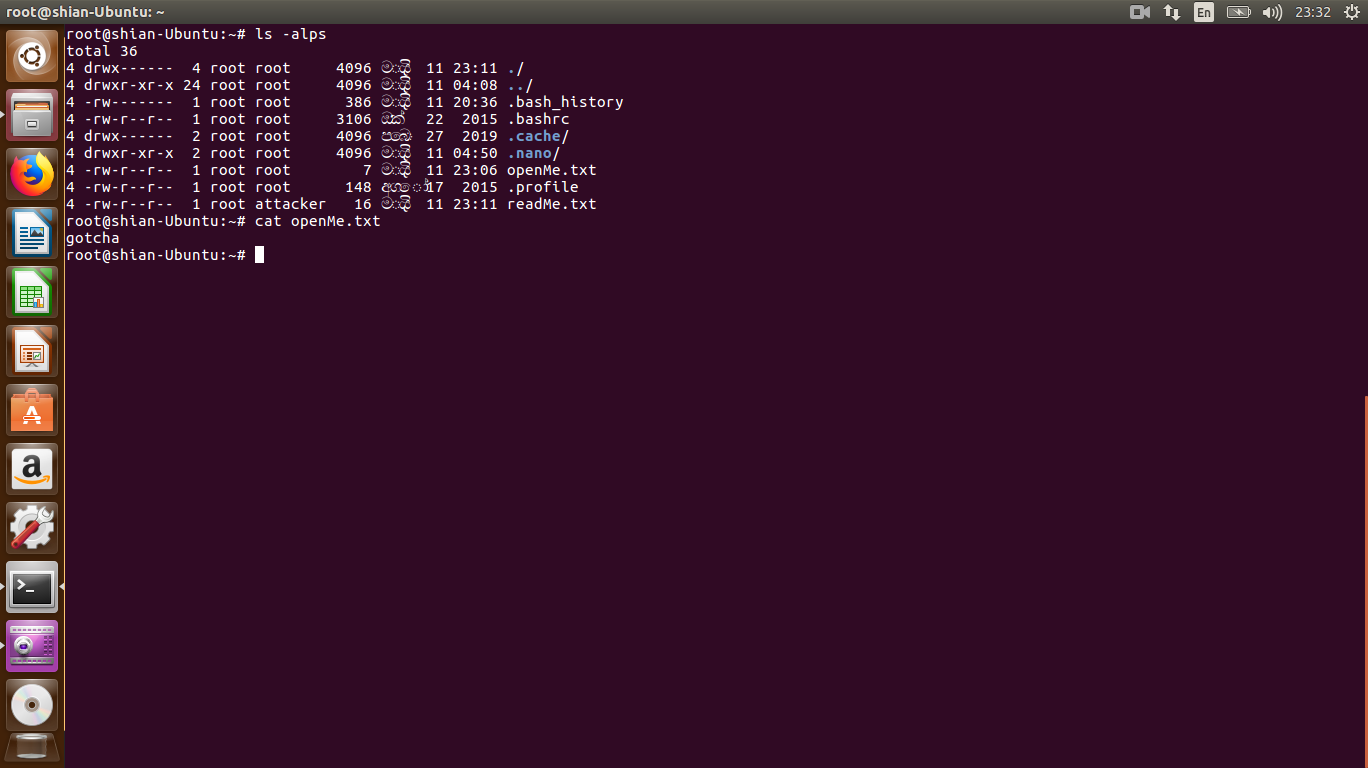 root@shian-Ubuntu: ~
En
23:32
root@shian-Ubuntu:~# ls -alps
total 36
4 drwx------  4 root root     4096 11 23:11 ./
4 drwxr-xr-x 24 root root     4096 11 04:08 ../
4 -rw-------  1 root root      386 11 20:36 .bash_history
4 -rw-r--r--  1 root root     3106 22  2015 .bashrc
4 drwx------  2 root root     4096 27  2019 .cache/
4 drwxr-xr-x  2 root root     4096 11 04:50 .nano/
4 -rw-r--r--  1 root root        7 11 23:06 openMe.txt
4 -rw-r--r--  1 root root      148 17  2015 .profile
4 -rw-r--r--  1 root attacker   16 11 23:11 readMe.txt
root@shian-Ubuntu:~# cat openMe.txt
gotcha
root@shian-Ubuntu:~#